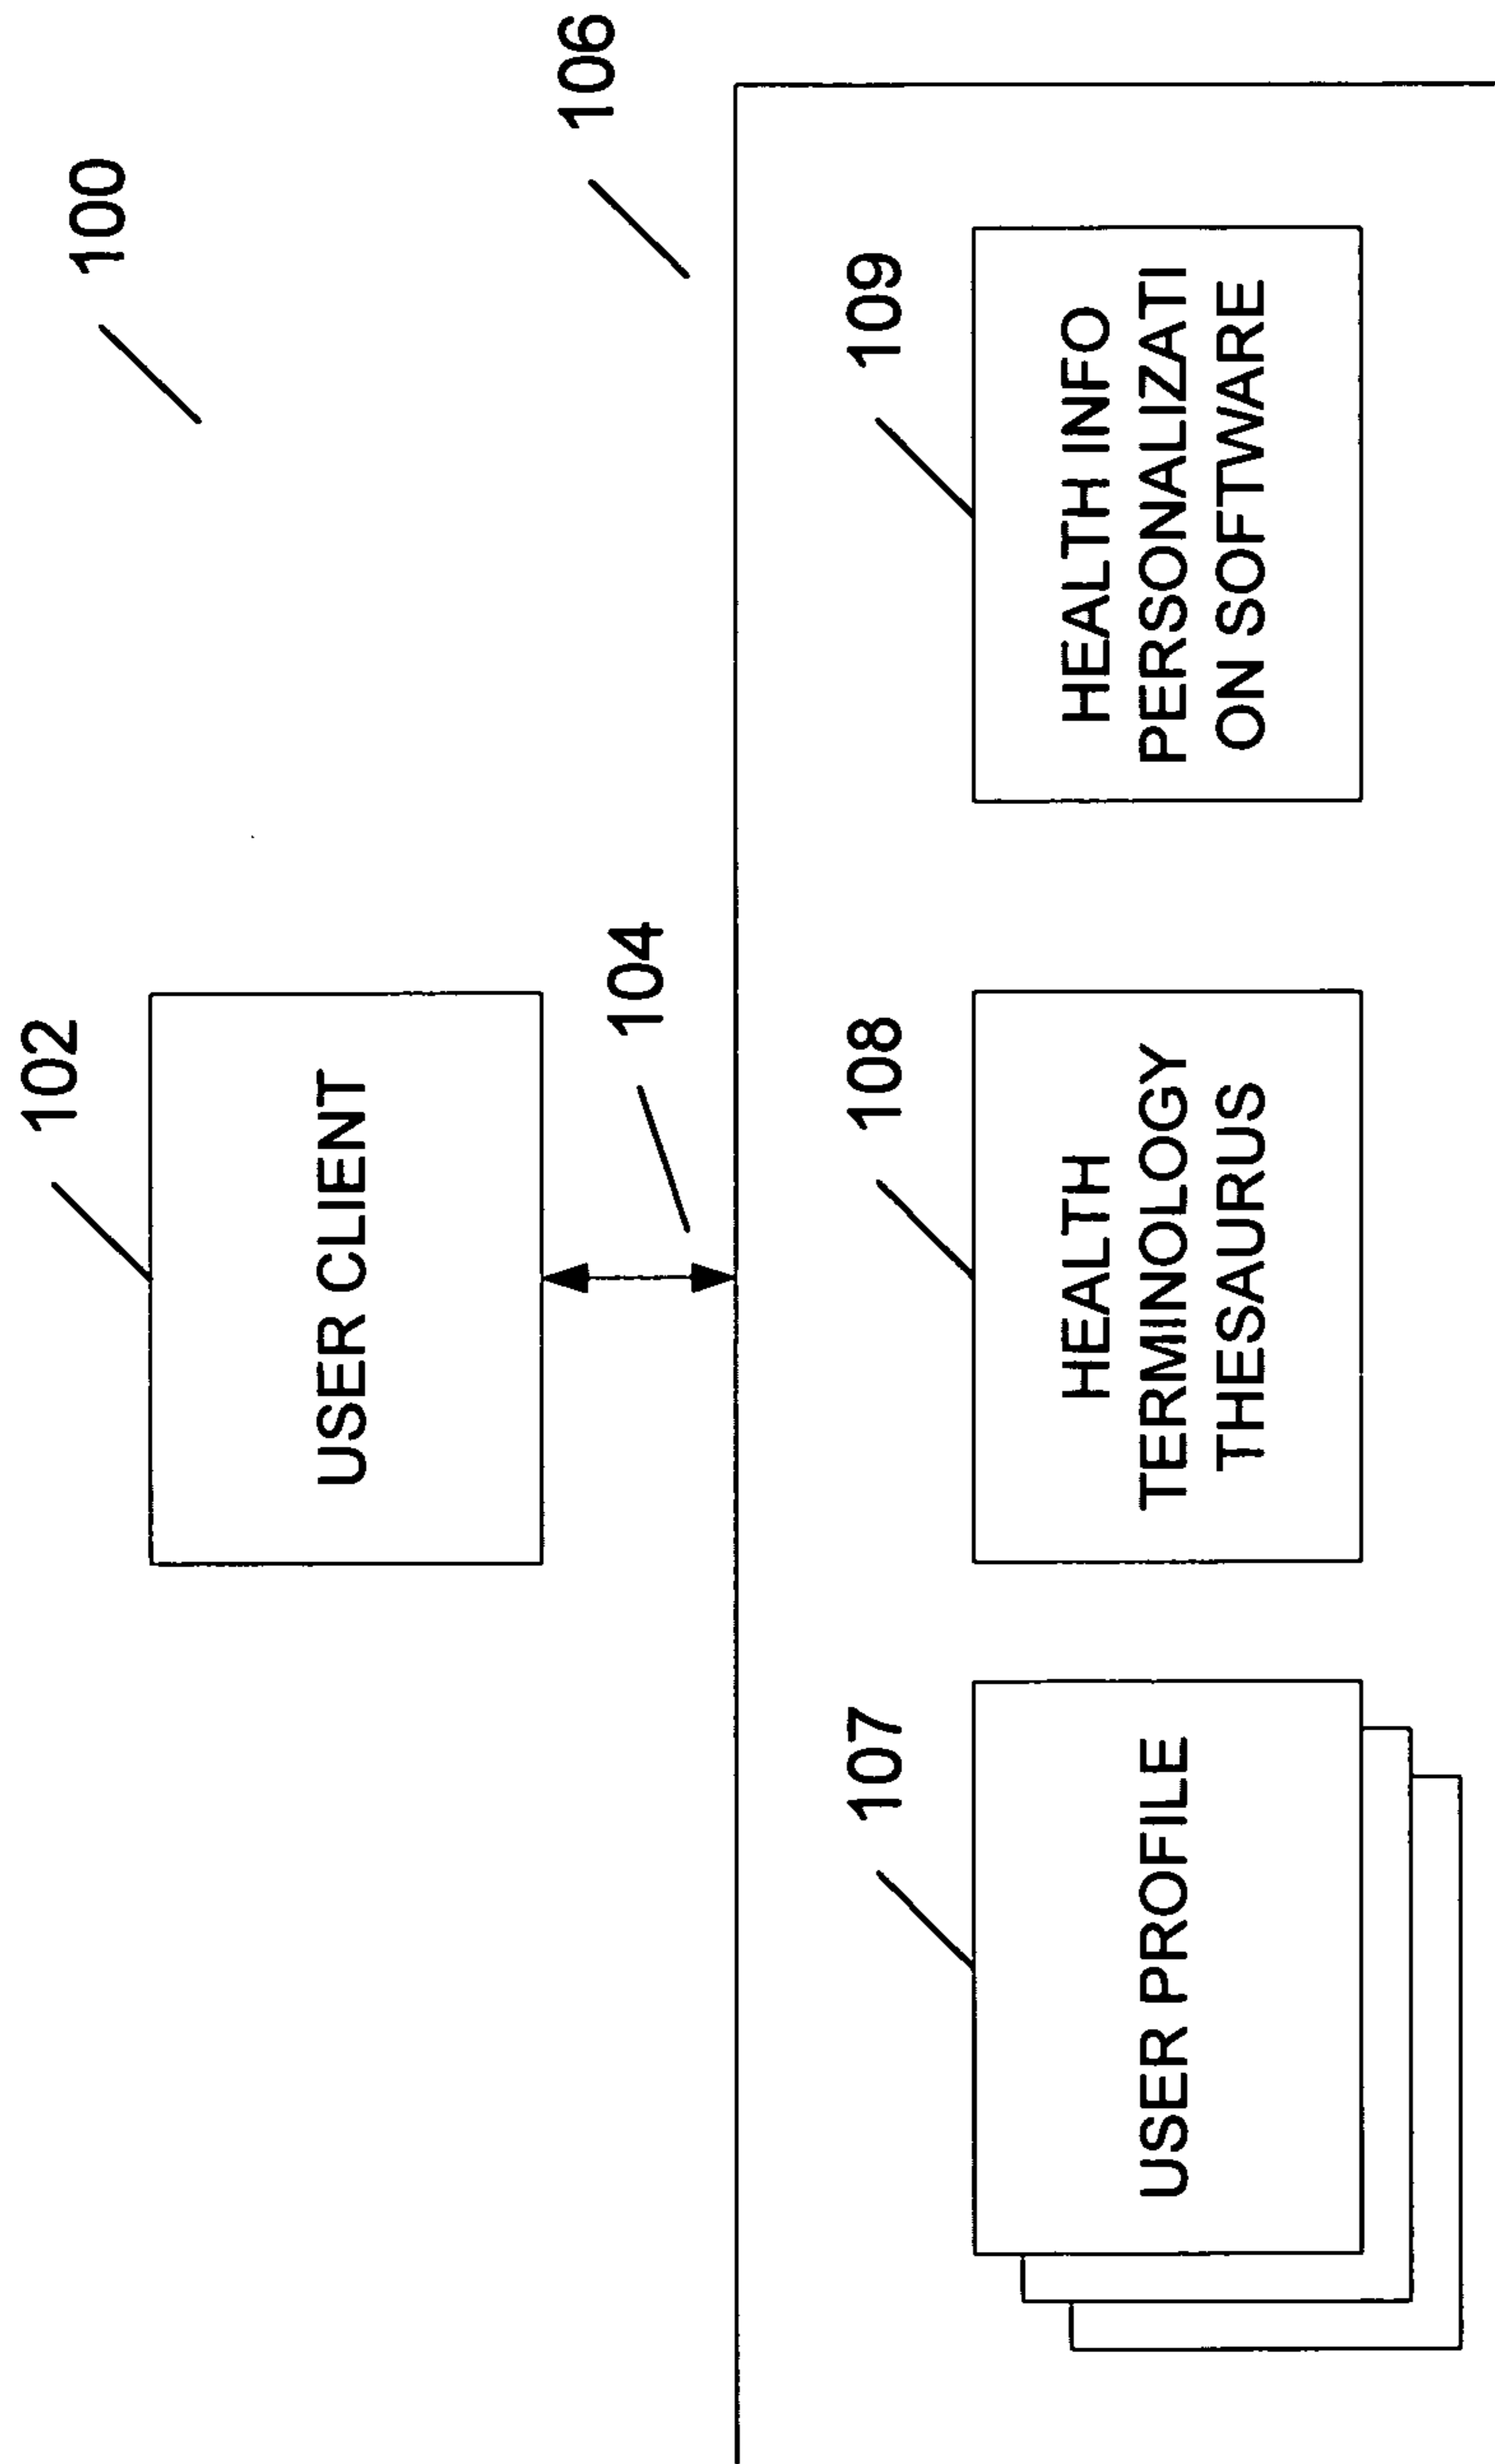 102
100
USER CLIENT
106
104
107
108
109
USER PROFILE
HEALTH
TERMINOLOGY
THESAURUS
HEALTH INFO
PERSONALIZATI
ON SOFTWARE